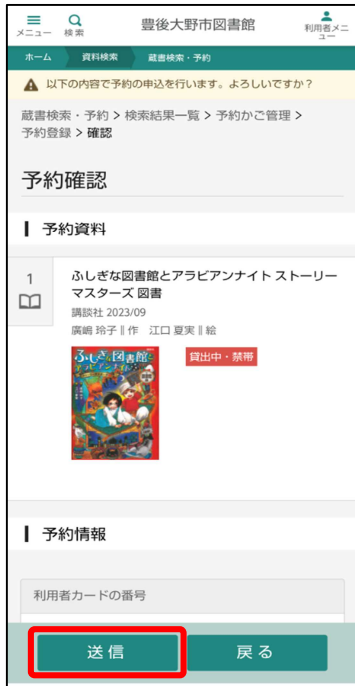 メニュー
検索
豊後大野市図書館
利用者メニ
ュー
ホーム 資料検索 蔵書検索・予約
以下の内容で予約の申込を行います。よろしいですか？
蔵書検索・予約 > 検索結果一覧 > 予約かご管理 >
予約登録 > 確認
予約確認
予約資料
1
ふしぎな図書館とアラビアンナイト ストーリー
マスターズ 図書
講談社 2023/09
廣嶋 玲子‖作 江口 夏実‖絵
ふしぎな図書館と
貸出中・禁帯
予約情報
利用者カードの番号
送信
戻る